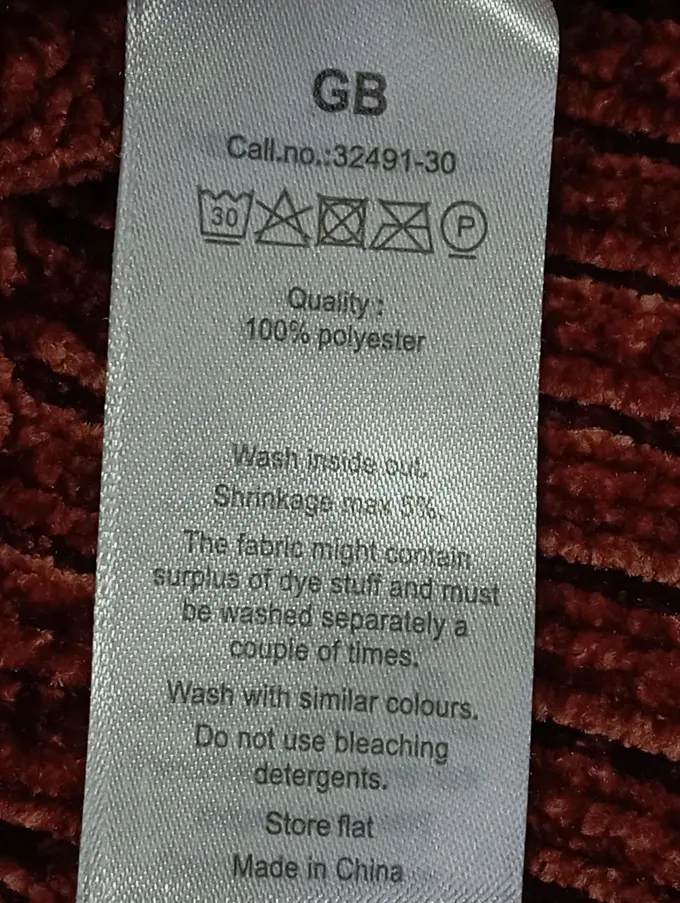 GB
Call.no.:32491-30
30 P
Quality :
100% polyester
Wash inside out.
Shrinkage max 5%.
The fabric might contain
surplus of dye stuff and must
be washed separately a
couple of times.
Wash with similar colours.
Do not use bleaching
detergents.
Store flat
Made in China